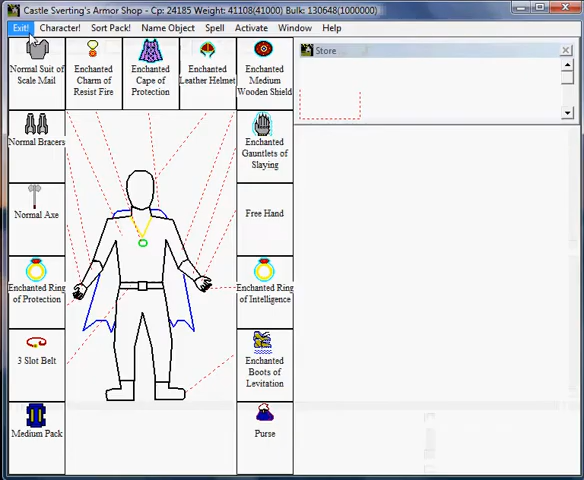 Castle Sverting's Armor Shop - Cp: 24185 Weight: 41108(41000) Bulk: 130648(1000000)
Exit! Character! Sort Pack! Name Object Spell Activate Window Help
Normal Suit of
Scale Mail
Enchanted
Charm of
Resist Fire
Enchanted
Cape of
Protection
Enchanted
Leather Helmet
Enchanted
Medium
Wooden Shield
Store
Normal Bracers
Enchanted
Gauntlets of
Slaying
Normal Axe
Free Hand
Enchanted Ring
of Protection
Enchanted Ring
of Intelligence
3 Slot Belt
Enchanted
Boots of
Levitation
Medium Pack
Purse